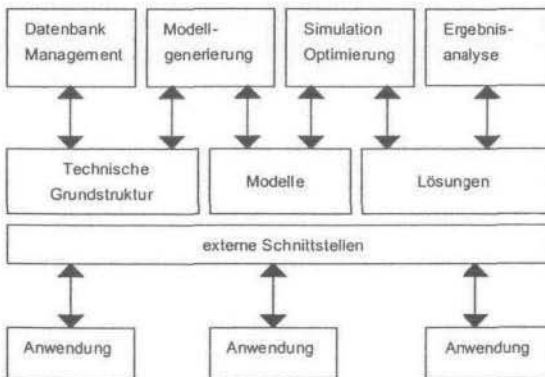 Datenbank
Management
Modell-
generierung
Simulation
Optimierung
Ergebnis-
analyse
Technische
Grundstruktur
Modelle
Lösungen
externe Schnittstellen
Anwendung
Anwendung
Anwendung